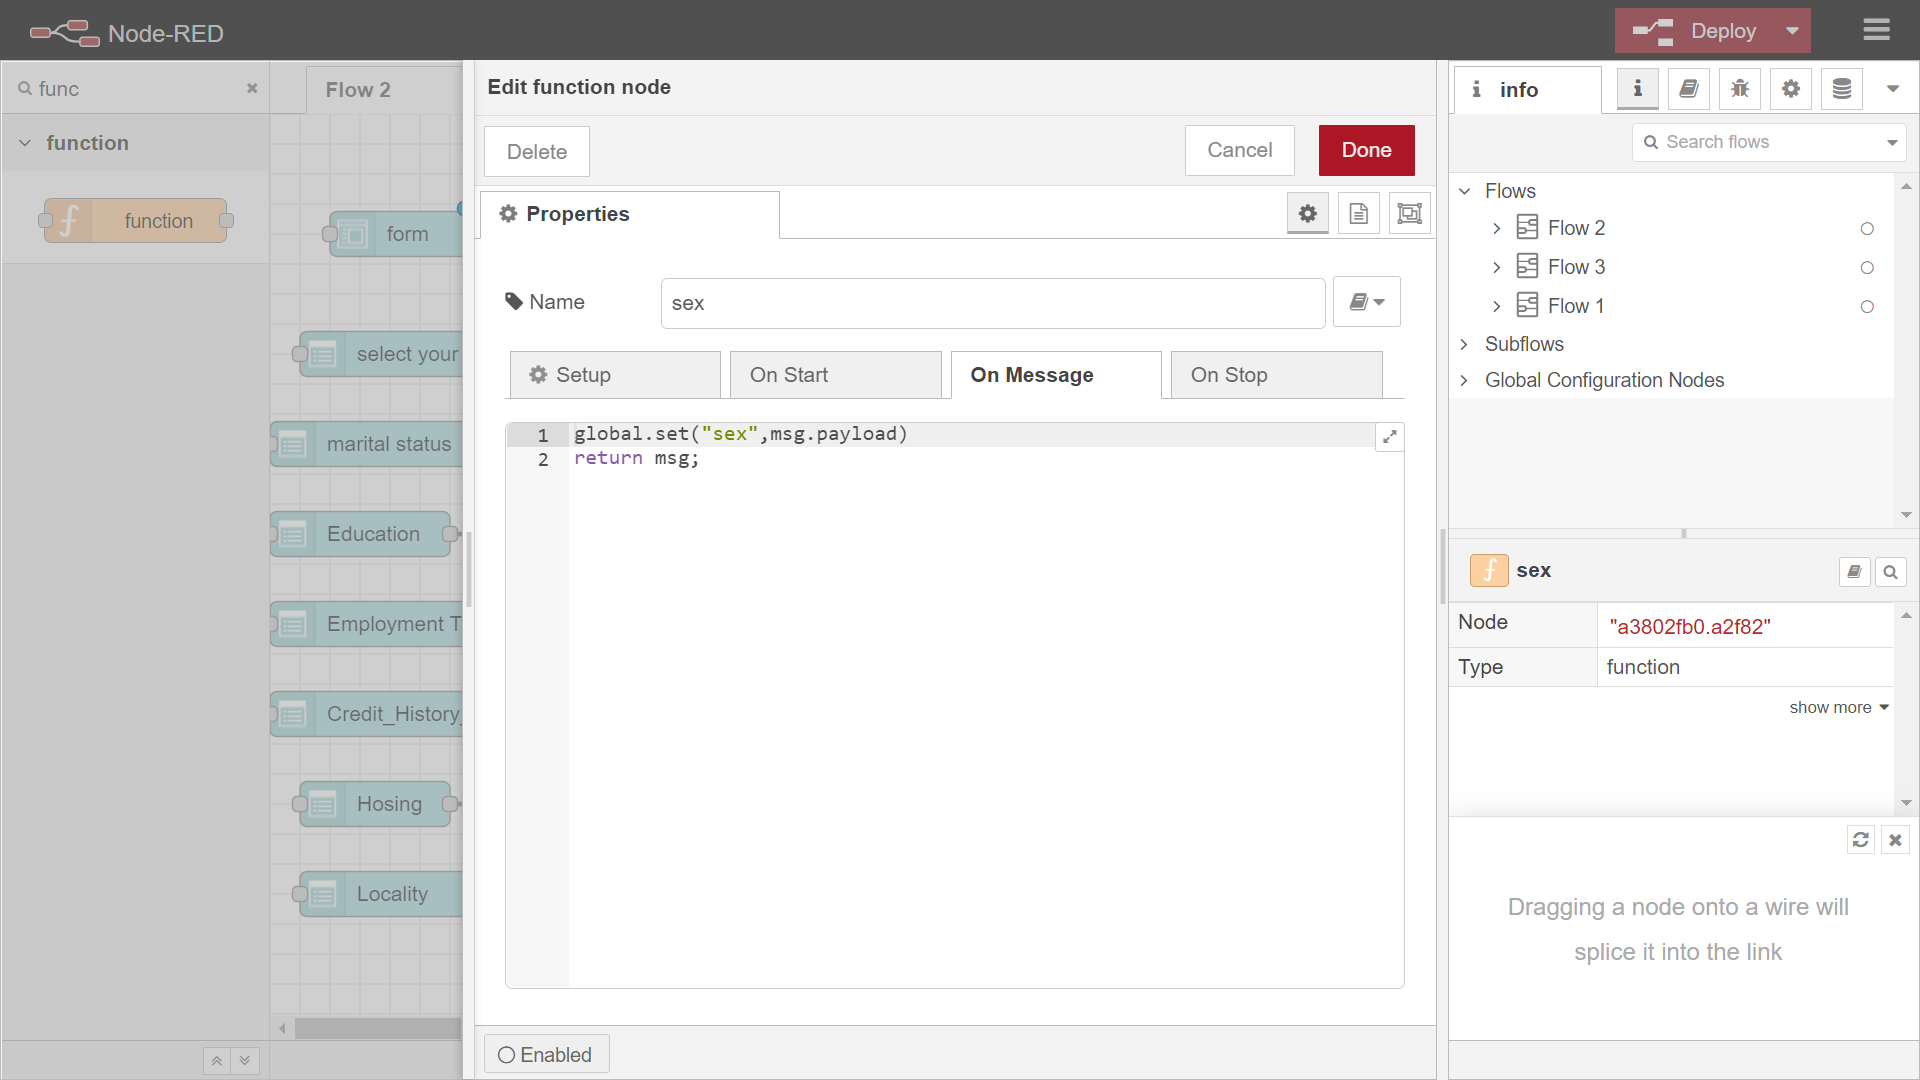 Node-RED
Deploy
func
function
function
Flow 2
form
select your
marital status
Education
Employment T
Credit_History_
Hosing
Locality
Edit function node
Delete
Cancel
Done
Properties
Name
sex
Setup
On Start
On Message
On Stop
1 global.set("sex",msg.payload)
2 return msg;
Enabled
info
Search flows
Flows
Flow 2
Flow 3
Flow 1
Subflows
Global Configuration Nodes
sex
Node "a3802fb0.a2f82"
Type function
show more
Dragging a node onto a wire will
splice it into the link